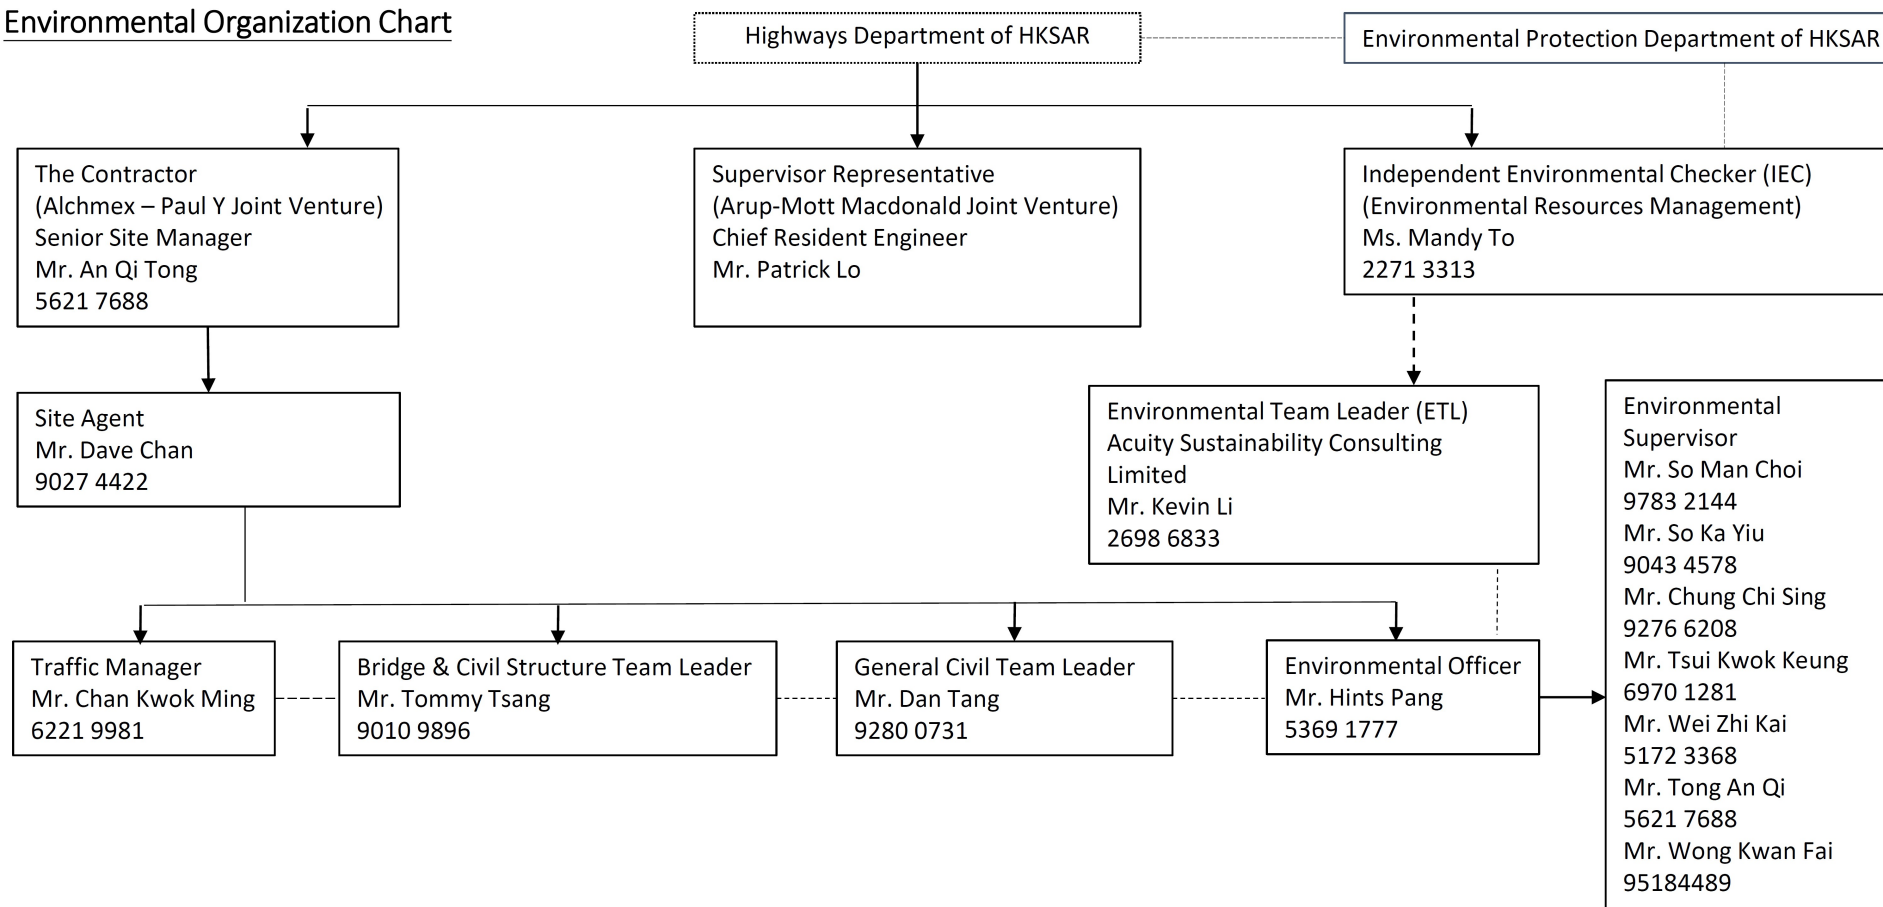 Environmental Organization Chart
Highways Department of HKSAR
Environmental Protection Department of HKSAR
The Contractor
(Alchmex – Paul Y Joint Venture)
Senior Site Manager
Mr. An Qi Tong
5621 7688
Supervisor Representative
(Arup-Mott Macdonald Joint Venture)
Chief Resident Engineer
Mr. Patrick Lo
Independent Environmental Checker (IEC)
(Environmental Resources Management)
Ms. Mandy To
2271 3313
Site Agent
Mr. Dave Chan
9027 4422
Environmental Team Leader (ETL)
Acuity Sustainability Consulting
Limited
Mr. Kevin Li
2698 6833
Environmental
Supervisor
Mr. So Man Choi
9783 2144
Mr. So Ka Yiu
9043 4578
Mr. Chung Chi Sing
9276 6208
Mr. Tsui Kwok Keung
6970 1281
Mr. Wei Zhi Kai
5172 3368
Mr. Tong An Qi
5621 7688
Mr. Wong Kwan Fai
95184489
Traffic Manager
Mr. Chan Kwok Ming
6221 9981
Bridge & Civil Structure Team Leader
Mr. Tommy Tsang
9010 9896
General Civil Team Leader
Mr. Dan Tang
9280 0731
Environmental Officer
Mr. Hints Pang
5369 1777